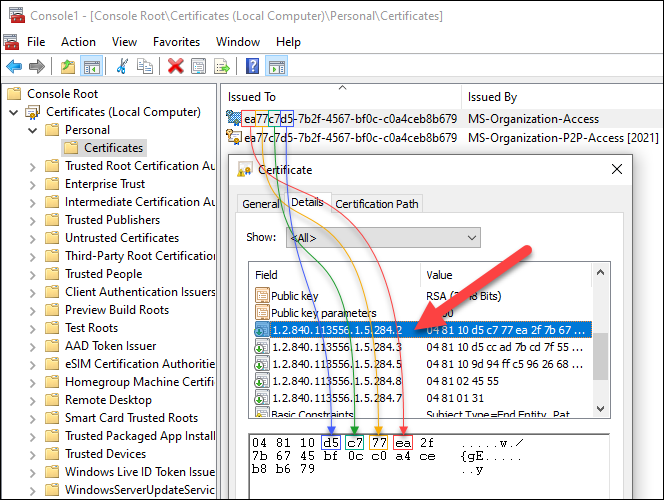 Console1 - [Console Root\Certificates (Local Computer)\Personal\Certificates]
File Action View Favorites Window Help
Console Root
Certificates (Local Computer)
Personal
Certificates
Trusted Root Certification Au
Enterprise Trust
Intermediate Certification Au
Trusted Publishers
Untrusted Certificates
Third-Party Root Certification
Trusted People
Client Authentication Issuers
Preview Build Roots
Test Roots
AAD Token Issuer
eSIM Certification Authorities
Homegroup Machine Certif
Remote Desktop
Smart Card Trusted Roots
Trusted Packaged App Install
Trusted Devices
Windows Live ID Token Issue
WindowsServerUpdateService
Issued To Issued By
ea77c7d5-7b2f-4567-bf0c-c0a4ceb8b679 MS-Organization-Access
ea77c7d5-7b2f-4567-bf0c-c0a4ceb8b679 MS-Organization-P2P-Access [2021]
Certificate
General Details Certification Path
Show: <All>
Field Value
Public key RSA ( Bits)
Public key parameters
1.2.840.113556.1.5.284.2 04 81 10 d5 c7 77 ea 2f 7b 67 ...
1.2.840.113556.1.5.284.3 04 81 10 d5 cc ad 7b cd 7f 55 ...
1.2.840.113556.1.5.284.5 04 81 10 9d 94 ff c5 96 26 68 ...
1.2.840.113556.1.5.284.8 04 81 02 45 55
1.2.840.113556.1.5.284.7 04 81 01 31
Basic Constraints Subject Type=End Entity, Pat
04 81 10 d5 c7 77 ea 2f .....w./
7b 67 45 bf 0c c0 a4 ce {gE.....
b8 b6 79 ..y